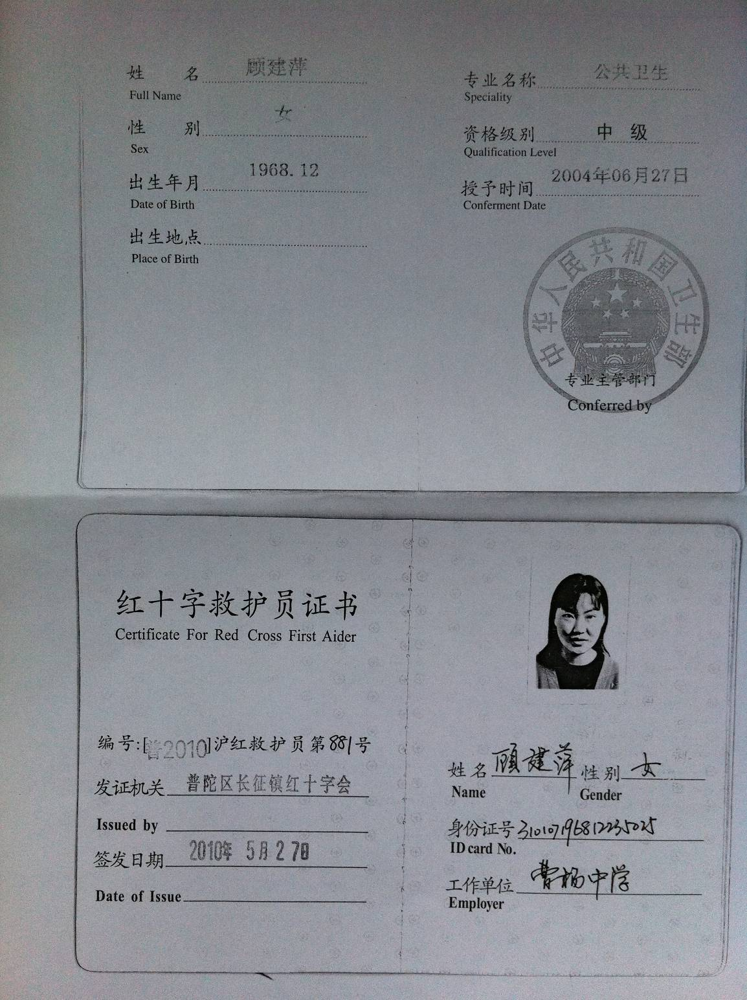 姓 名 顾建萍
Full Name
性 别 女
Sex
出生年月 1968.12
Date of Birth
出生地点
Place of Birth
专业名称 公共卫生
Speciality
资格级别 中 级
Qualification Level
授予时间 2004年06月27日
Conferment Date
中华人民共和国卫生部
专业主管部门
Conferred by
红十字救护员证书
Certificate For Red Cross First Aider
编号:[普2010]沪红救护员第881号
发证机关 普陀区长征镇红十字会
Issued by
签发日期 2010年 5月27日
Date of Issue
姓名 顾建萍 性别 女
Name Gender
身份证号 310107196812235025
ID card No.
工作单位 曹杨中学
Employer